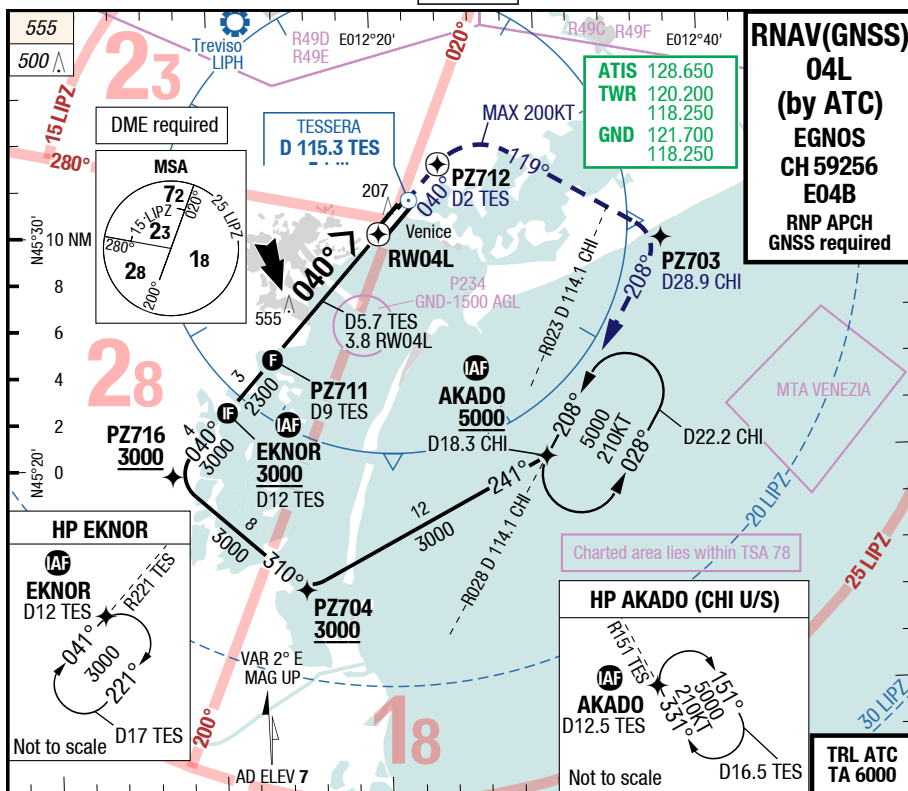 555
500
23
Treviso
LIPH
R49D
R49E
E012°20'
020°
R49C R49F
E012°40'
RNAV(GNSS)
04L
(by ATC)
EGNOS
CH 59256
E04B
RNP APCH
GNSS required
ATIS 128.650
TWR 120.200
118.250
GND 121.700
118.250
15 LIPZ
DME required
280°
MSA
72
15 LIPZ
020°
25 LIPZ
23
280°
18
28
200°
TESSERA
D 115.3 TES
MAX 200KT
119°
PZ712
D2 TES
040°
207
Venice
RW04L
N45°30'
10 NM
8
6
4
2
0
N45°20'
040°
555
P234
GND-1500 AGL
D5.7 TES
3.8 RW04L
R023 D 114.1 CHI
PZ703
D28.9 CHI
208°
28
F
PZ711
D9 TES
3
2300
IAF
AKADO
5000
D18.3 CHI
MTA VENEZIA
IF
IAF
EKNOR
3000
D12 TES
PZ716
3000
4
040°
3000
208°
5000
210KT
028°
D22.2 CHI
241°
12
3000
8
3000
310°
PZ704
3000
R028 D 114.1 CHI
20 LIPZ
25 LIPZ
30 LIPZ
Charted area lies within TSA 78
HP EKNOR
IAF
EKNOR
D12 TES
R221 TES
041°
3000
221°
D17 TES
Not to scale
200°
VAR 2° E
MAG UP
AD ELEV 7
18
HP AKADO (CHI U/S)
R151 TES
IAF
AKADO
D12.5 TES
151°
5000
210KT
331°
D16.5 TES
Not to scale
TRL ATC
TA 6000